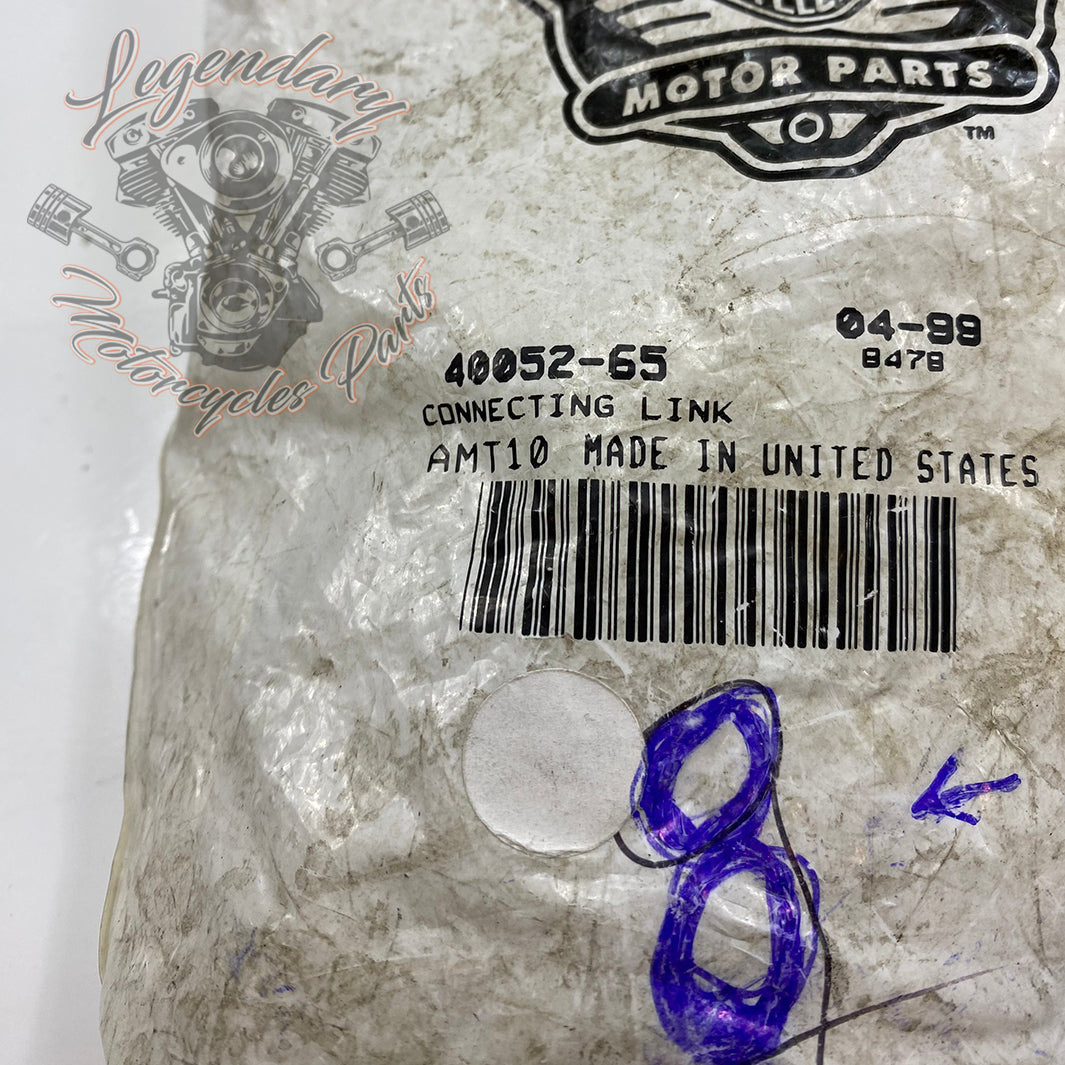 Legendary
Motorcycles Parts
MOTOR PARTS
TM
40052-65
04-99
8478
CONNECTING LINK
AMT10 MADE IN UNITED STATES
8